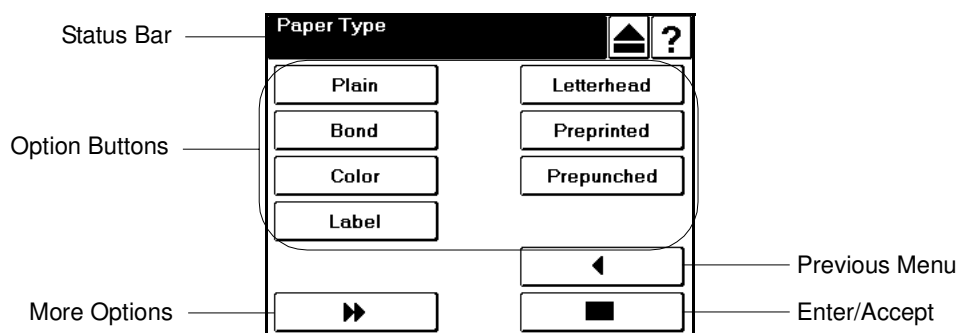 Status Bar
Paper Type
?
Plain
Letterhead
Option Buttons
Bond
Preprinted
Color
Prepunched
Label
Previous Menu
More Options
Enter/Accept